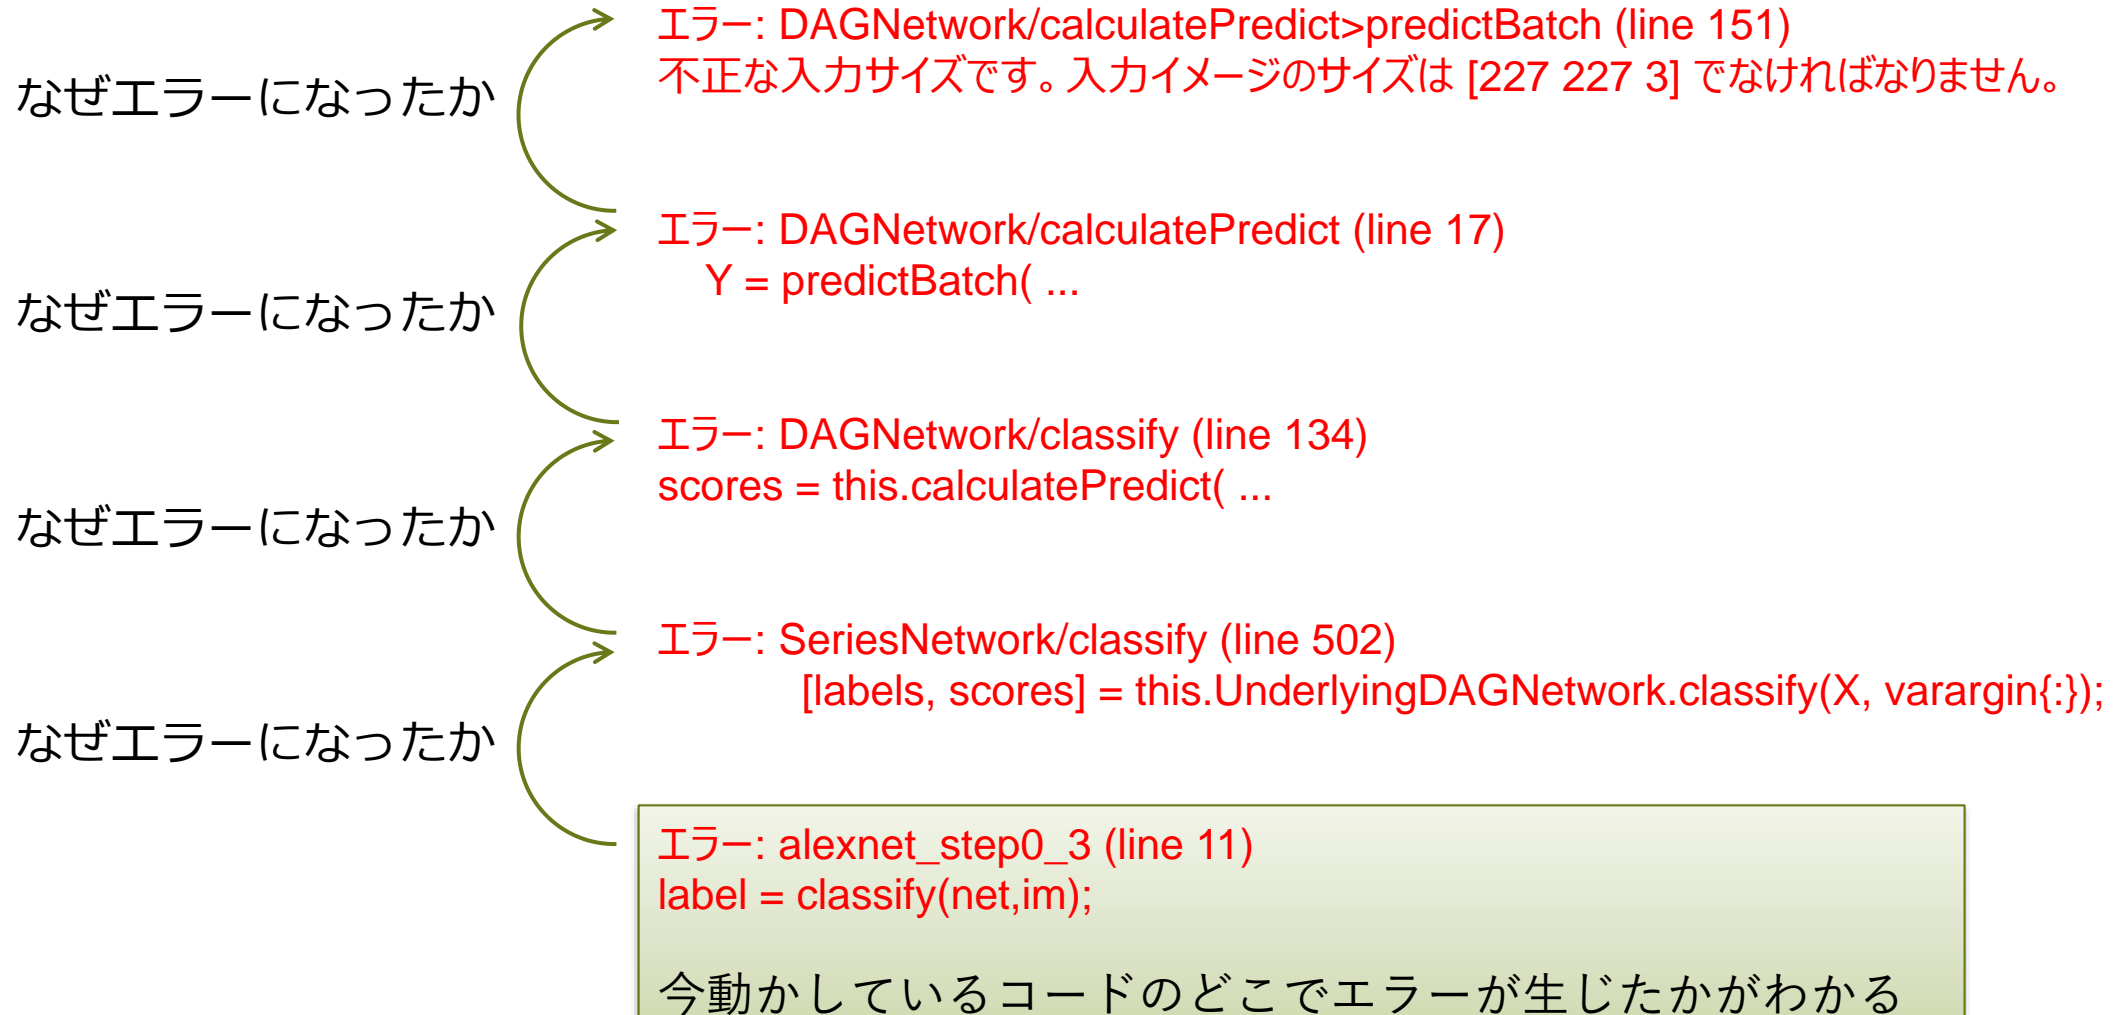 なぜエラーになったか
エラー: DAGNetwork/calculatePredict>predictBatch (line 151)
不正な入力サイズです。入力イメージのサイズは [227 227 3] でなければなりません。
なぜエラーになったか
エラー: DAGNetwork/calculatePredict (line 17)
Y = predictBatch( ...
なぜエラーになったか
エラー: DAGNetwork/classify (line 134)
scores = this.calculatePredict( ...
なぜエラーになったか
エラー: SeriesNetwork/classify (line 502)
[labels, scores] = this.UnderlyingDAGNetwork.classify(X, varargin{:});
エラー: alexnet_step0_3 (line 11)
label = classify(net,im);
今動かしているコードのどこでエラーが生じたかがわかる